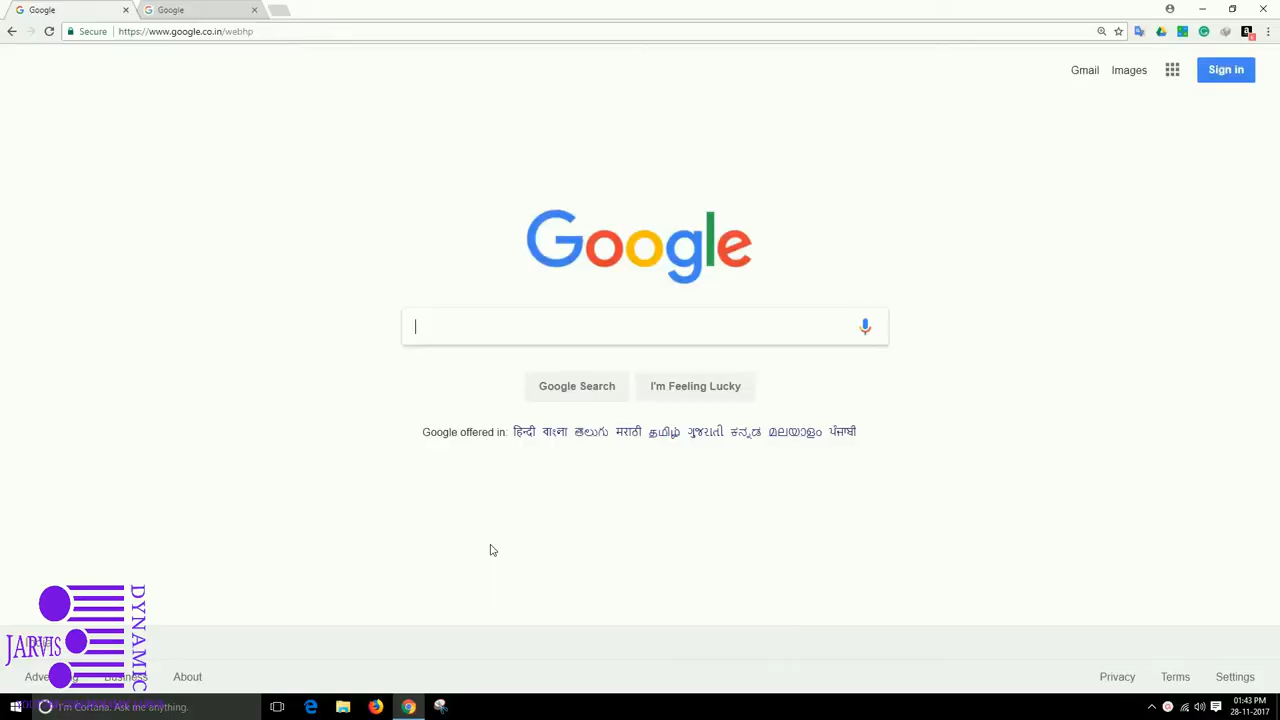 Google
Google
Secure
https://www.google.co.in/webhp
Gmail
Images
Sign in
Google
Google Search
I'm Feeling Lucky
Google offered in: हिन्दी বাংলা తెలుగు मराठी தமிழ் ગુજરાતી ಕನ್ನಡ മലയാളം ਪੰਜਾਬੀ
JARVIS
DYNAMIC
About
Privacy
Terms
Settings
I'm Cortana. Ask me anything.
01:43 PM
28-11-2017